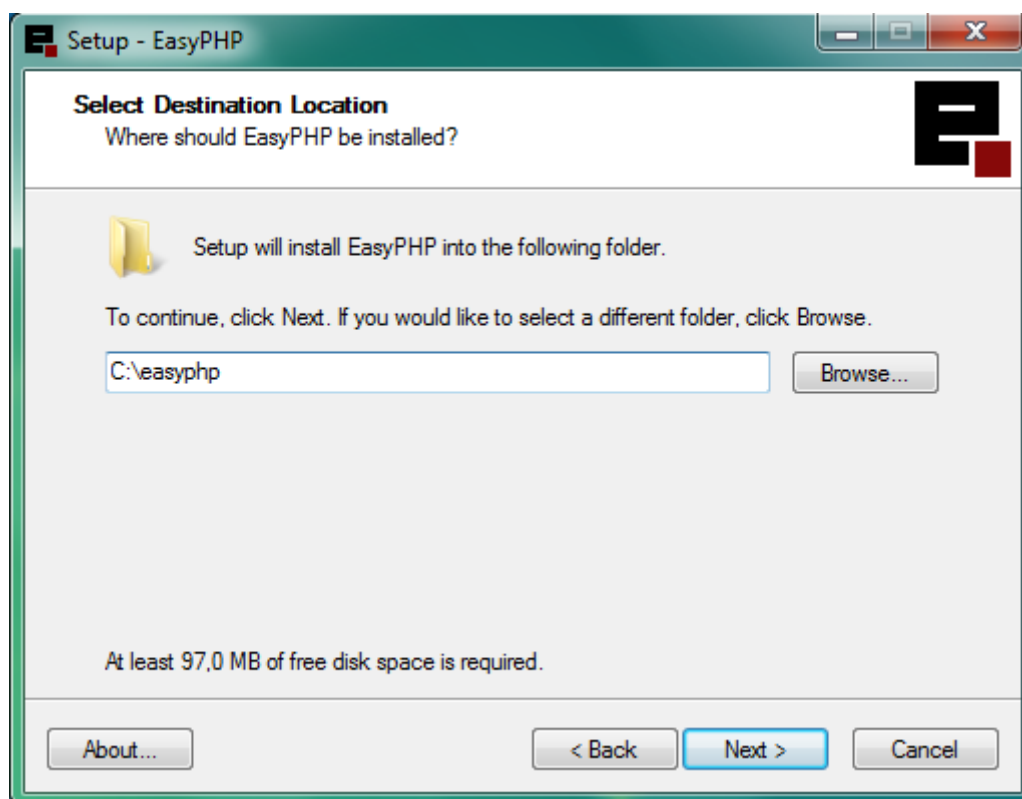 Setup - EasyPHP
Select Destination Location
Where should EasyPHP be installed?
Setup will install EasyPHP into the following folder.
To continue, click Next. If you would like to select a different folder, click Browse.
C:\easyphp
Browse...
At least 97,0 MB of free disk space is required.
About...
< Back
Next >
Cancel